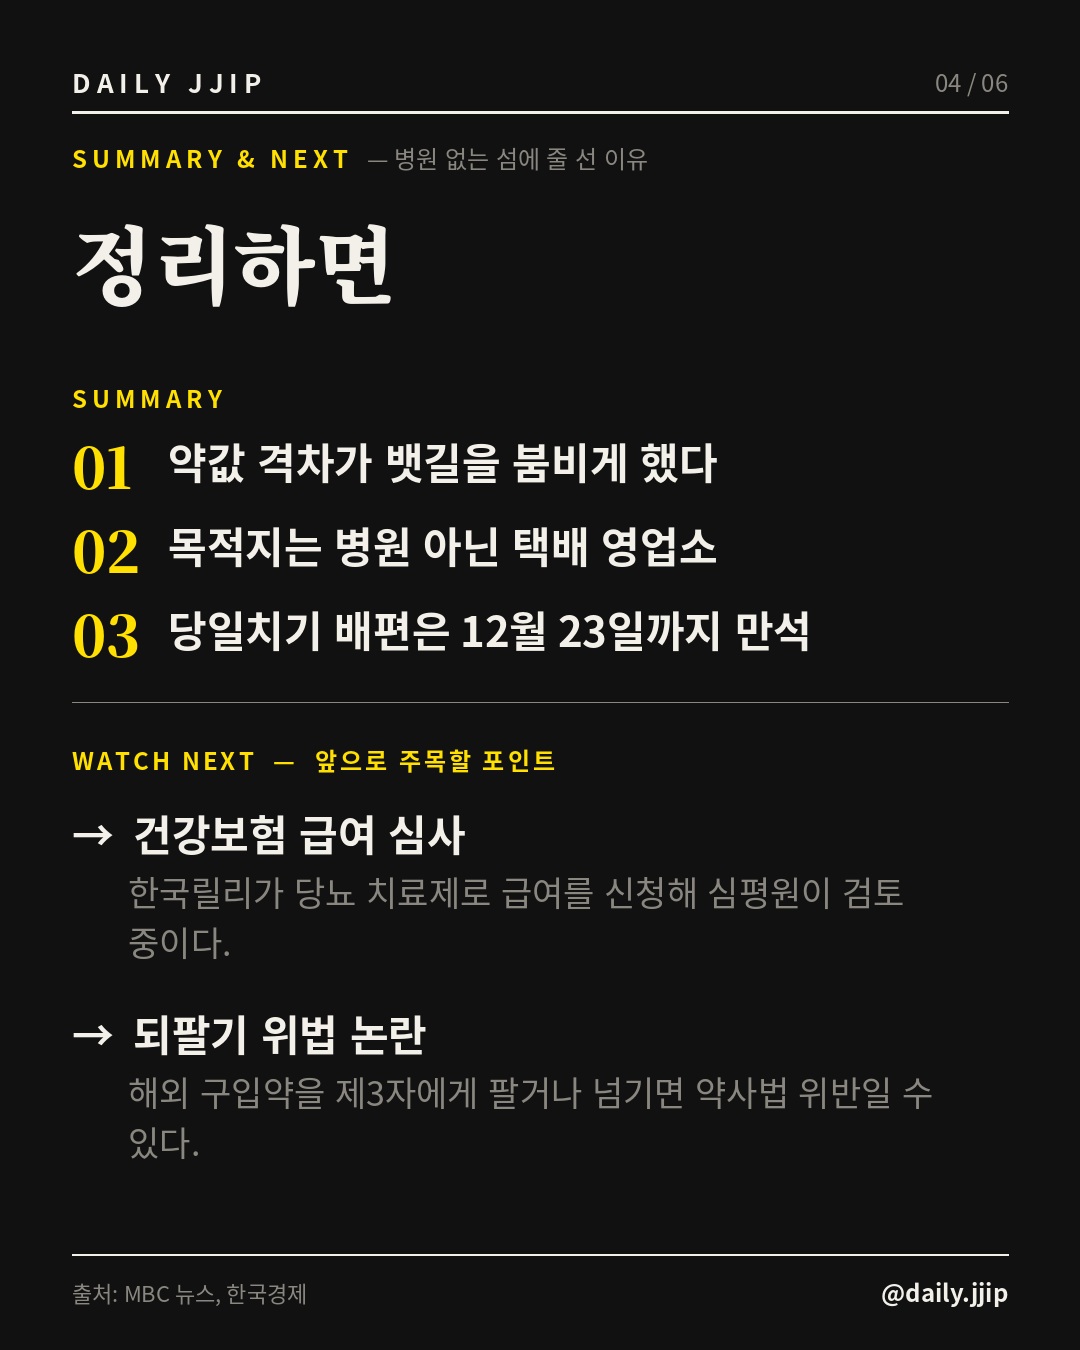 DAILY JJIP
04 / 06
SUMMARY & NEXT — 병원 없는 섬에 줄 선 이유
정리하면
SUMMARY
01 약값 격차가 뱃길을 붐비게 했다
02 목적지는 병원 아닌 택배 영업소
03 당일치기 배편은 12월 23일까지 만석
WATCH NEXT — 앞으로 주목할 포인트
→ 건강보험 급여 심사
한국릴리가 당뇨 치료제로 급여를 신청해 심평원이 검토
중이다.
→ 되팔기 위법 논란
해외 구입약을 제3자에게 팔거나 넘기면 약사법 위반일 수
있다.
출처: MBC 뉴스, 한국경제
@daily.jjip